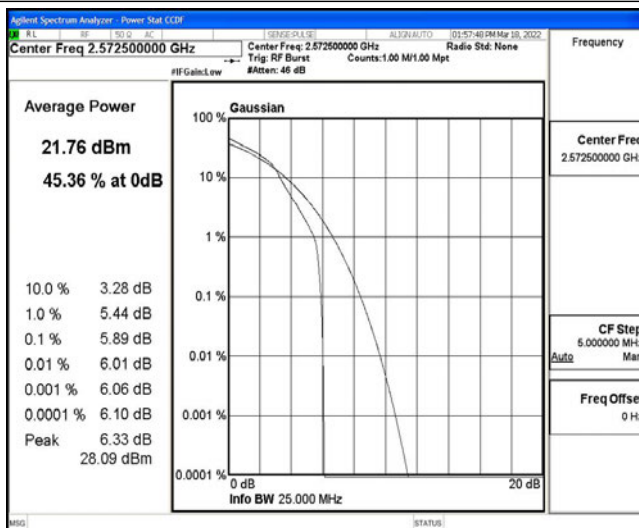 Agilent Spectrum Analyzer - Power Stat CCDF
RL RF 50 Ω AC SENSE:PULSE ALIGN AUTO 01:57:48 PM Mar 18, 2022
Center Freq 2.572500000 GHz
Center Freq: 2.572500000 GHz Radio Std: None
Trig: RF Burst Counts:1.00 M/1.00 Mpt
#IFGain:Low #Atten: 46 dB
Frequency
Average Power
21.76 dBm
45.36 % at 0dB
10.0 % 3.28 dB
1.0 % 5.44 dB
0.1 % 5.89 dB
0.01 % 6.01 dB
0.001 % 6.06 dB
0.0001 % 6.10 dB
Peak 6.33 dB
28.09 dBm
Gaussian
100 %
10 %
1 %
0.1 %
0.01 %
0.001 %
0.0001 %
0 dB 20 dB
Info BW 25.000 MHz
Center Freq
2.572500000 GHz
CF Step
5.000000 MHz
Auto Man
Freq Offse
0 Hz
MSG STATUS